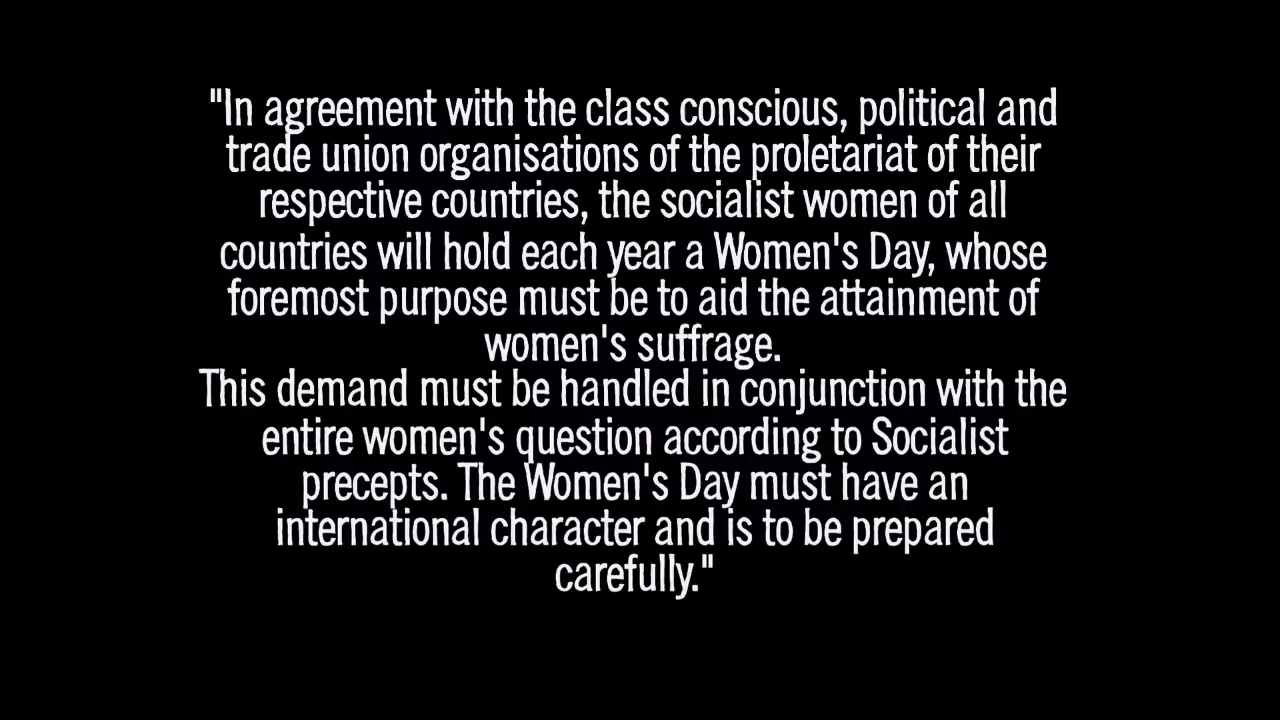 "In agreement with the class conscious, political and
trade union organisations of the proletariat of their
respective countries, the socialist women of all
countries will hold each year a Women's Day, whose
foremost purpose must be to aid the attainment of
women's suffrage.
This demand must be handled in conjunction with the
entire women's question according to Socialist
precepts. The Women's Day must have an
international character and is to be prepared
carefully."